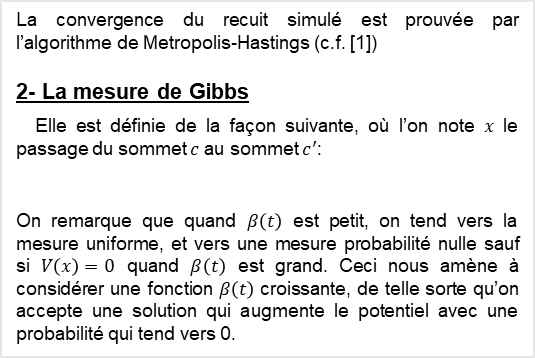 La convergence du recuit simulé est prouvée par
l'algorithme de Metropolis-Hastings (c.f. [1])
2- La mesure de Gibbs
Elle est définie de la façon suivante, où l'on note 𝑥 le
passage du sommet 𝑐 au sommet 𝑐′:
On remarque que quand 𝛽(𝑡) est petit, on tend vers la
mesure uniforme, et vers une mesure probabilité nulle sauf
si 𝑉(𝑥) = 0 quand 𝛽(𝑡) est grand. Ceci nous amène à
considérer une fonction 𝛽(𝑡) croissante, de telle sorte qu'on
accepte une solution qui augmente le potentiel avec une
probabilité qui tend vers 0.